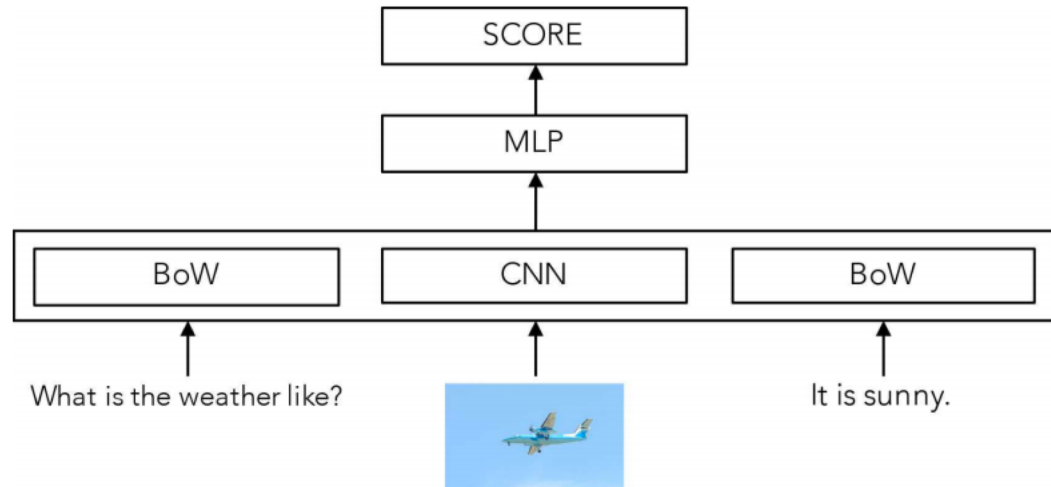 SCORE
MLP
BoW
CNN
BoW
What is the weather like?
It is sunny.